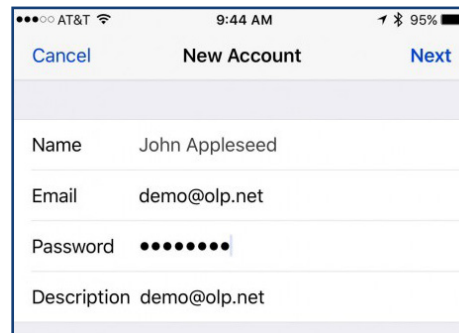 AT&T 9:44 AM 95%
Cancel New Account Next
Name John Appleseed
Email demo@olp.net
Password ●●●●●●●●
Description demo@olp.net